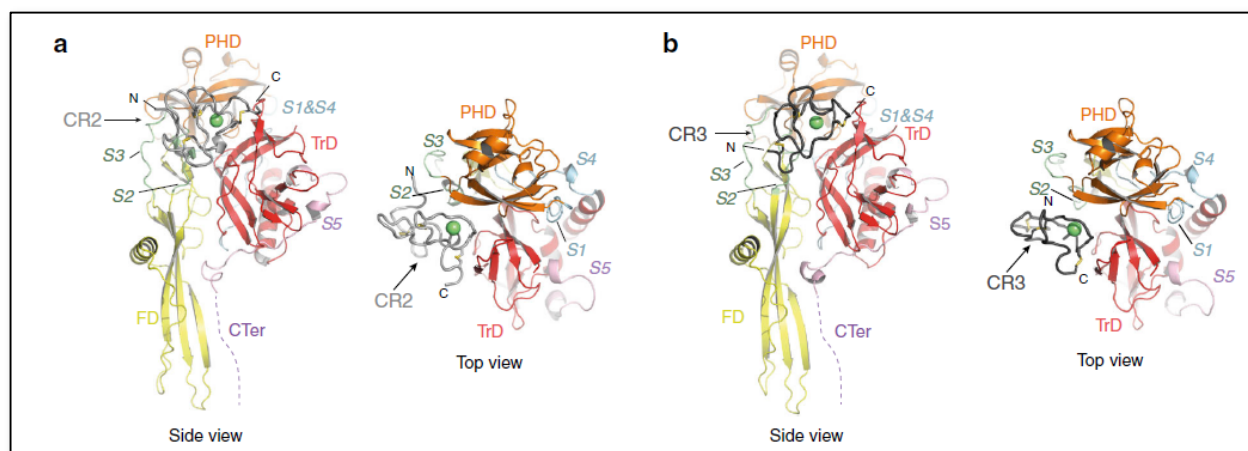 a
PHD
N
C
CR2
S1&S4
TrD
S3
S2
S5
FD
CTer
Side view
PHD
S3
S4
N
S2
S1
S5
CR2
C
TrD
Top view
b
PHD
C
CR3
S1&S4
TrD
N
S3
S2
S5
FD
CTer
Side view
PHD
S3
S4
S2
N
S1
S5
CR3
C
TrD
Top view